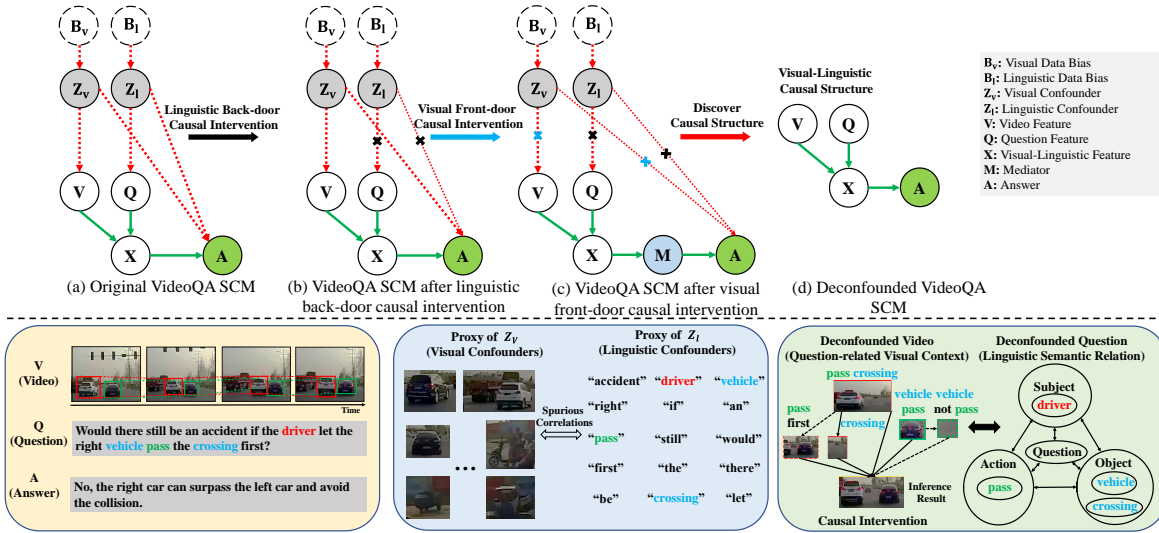 B_v
B_l
Z_v
Z_l
V
Q
X
A
Linguistic Back-door
Causal Intervention
B_v
B_l
Z_v
Z_l
V
Q
X
A
Visual Front-door
Causal Intervention
B_v
B_l
Z_v
Z_l
V
Q
X
M
A
Discover
Causal Structure
Visual-Linguistic
Causal Structure
V
Q
X
A
B_v: Visual Data Bias
B_l: Linguistic Data Bias
Z_v: Visual Confounder
Z_l: Linguistic Confounder
V: Video Feature
Q: Question Feature
X: Visual-Linguistic Feature
M: Mediator
A: Answer
(a) Original VideoQA SCM
(b) VideoQA SCM after linguistic
back-door causal intervention
(c) VideoQA SCM after visual
front-door causal intervention
(d) Deconfounded VideoQA
SCM
V
(Video)
Time
Q
(Question)
Would there still be an accident if the driver let the
right vehicle pass the crossing first?
A
(Answer)
No, the right car can surpass the left car and avoid
the collision.
Proxy of Z_V
(Visual Confounders)
Spurious
Correlations
...
Proxy of Z_l
(Linguistic Confounders)
“accident” “driver” “vehicle”
“right” “if” “an”
“pass” “still” “would”
“first” “the” “there”
“be” “crossing” “let”
Deconfounded Video
(Question-related Visual Context)
pass crossing
vehicle vehicle
pass not pass
pass
first
crossing
Inference
Result
Causal Intervention
Deconfounded Question
(Linguistic Semantic Relation)
Subject
driver
Question
Action
pass
Object
vehicle
crossing